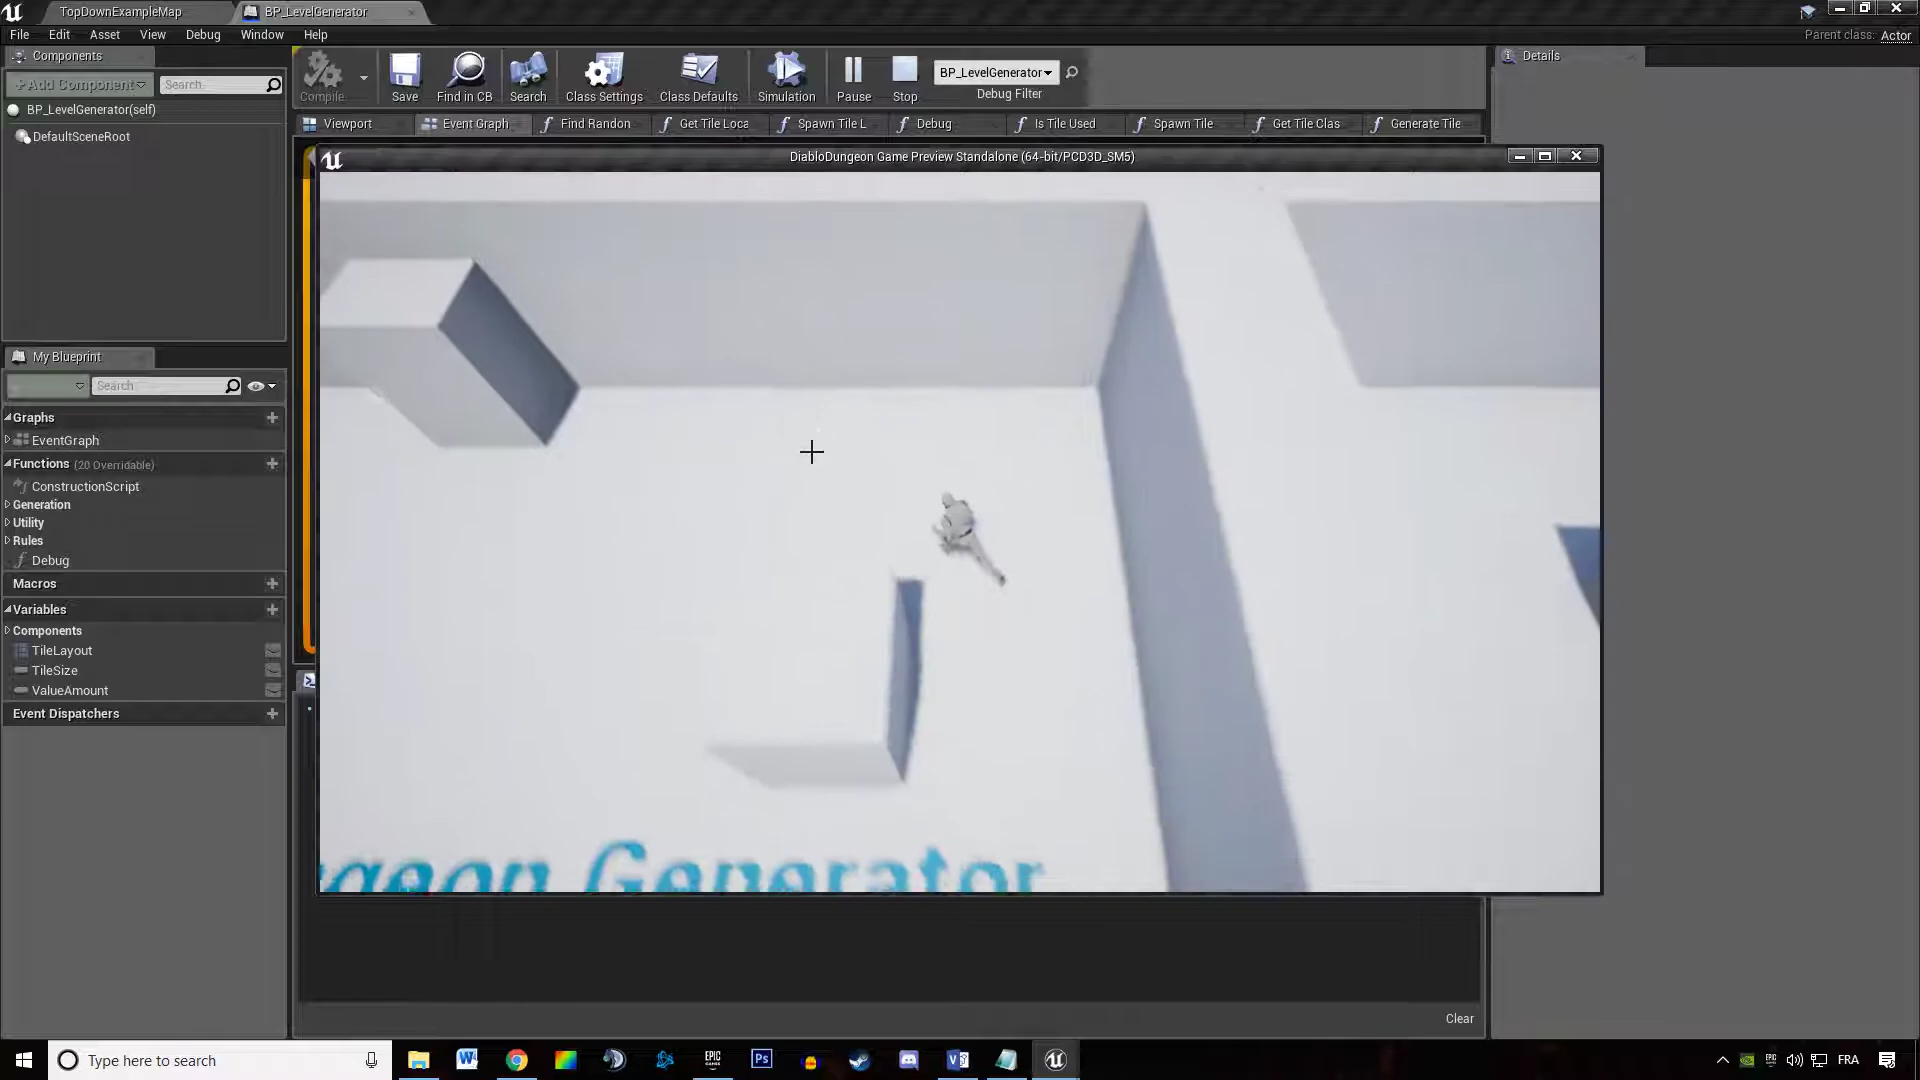 TopDownExampleMap
BP_LevelGenerator
File Edit Asset View Debug Window Help
Parent class: Actor
Components
+Add Component
Search
BP_LevelGenerator(self)
DefaultSceneRoot
Compile
Save
Find in CB
Search
Class Settings
Class Defaults
Simulation
Pause
Stop
BP_LevelGenerator
Debug Filter
Details
Viewport
Event Graph
Find Randon
Get Tile Loca
Spawn Tile L
Debug
Is Tile Used
Spawn Tile
Get Tile Clas
Generate Tile
DiabloDungeon Game Preview Standalone (64-bit/PCD3D_SM5)
My Blueprint
Search
Graphs
EventGraph
Functions (20 Overridable)
ConstructionScript
Generation
Utility
Rules
Debug
Macros
Variables
Components
TileLayout
TileSize
ValueAmount
Event Dispatchers
ngeon Generator
Clear
Type here to search
EPIC GAMES
Ps
FRA